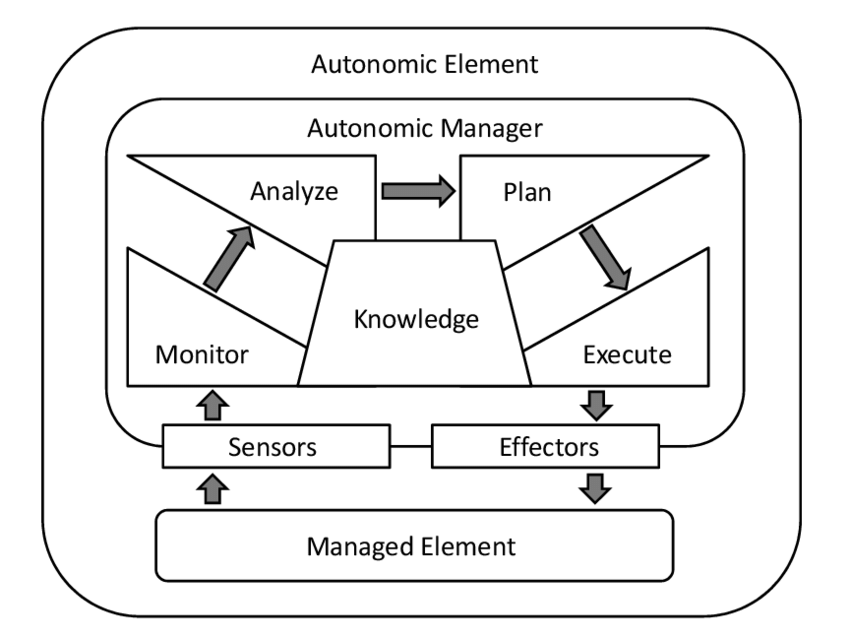 Autonomic Element
Autonomic Manager
Analyze
Plan
Knowledge
Monitor
Execute
Sensors
Effectors
Managed Element